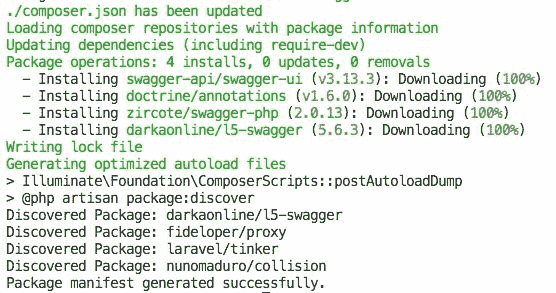 ./composer.json has been updated
Loading composer repositories with package information
Updating dependencies (including require-dev)
Package operations: 4 installs, 0 updates, 0 removals
- Installing swagger-api/swagger-ui (v3.13.3): Downloading (100%)
- Installing doctrine/annotations (v1.6.0): Downloading (100%)
- Installing zircote/swagger-php (2.0.13): Downloading (100%)
- Installing darkaonline/l5-swagger (5.6.3): Downloading (100%)
Writing lock file
Generating optimized autoload files
> Illuminate\Foundation\ComposerScripts::postAutoloadDump
> @php artisan package:discover
Discovered Package: darkaonline/l5-swagger
Discovered Package: fideloper/proxy
Discovered Package: laravel/tinker
Discovered Package: nunomaduro/collision
Package manifest generated successfully.